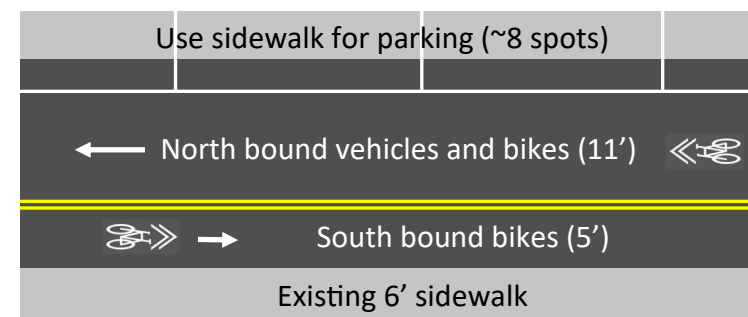 Use sidewalk for parking (~8 spots)
North bound vehicles and bikes (11’)
South bound bikes (5’)
Existing 6’ sidewalk